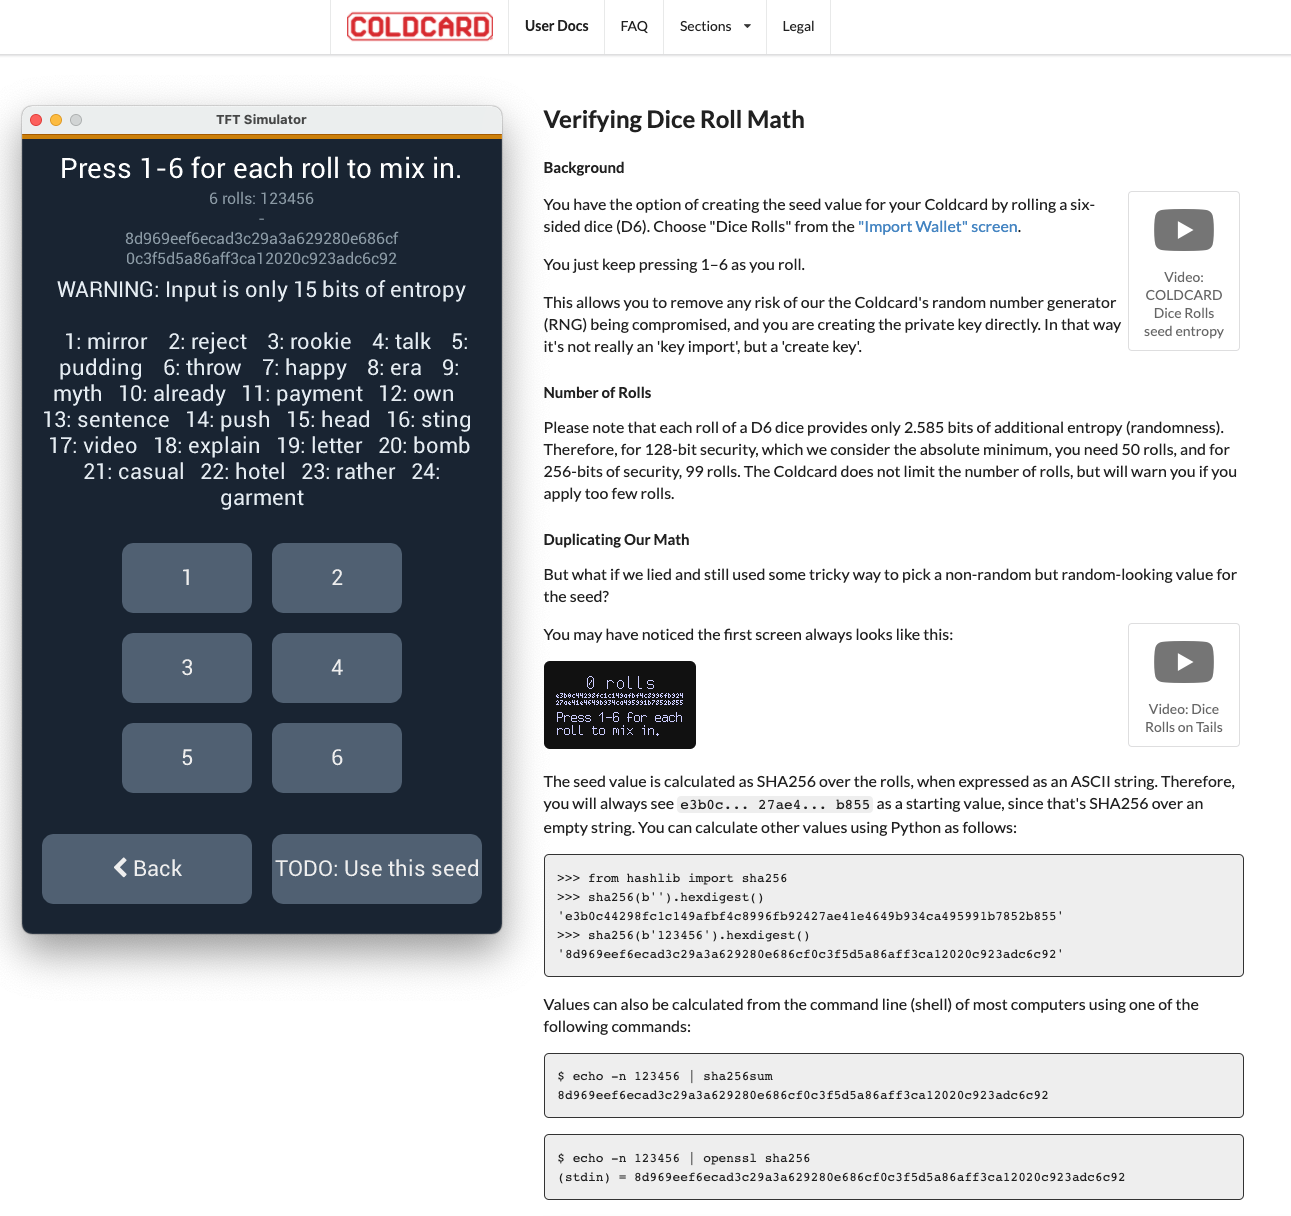 COLDCARD User Docs FAQ Sections Legal
TFT Simulator
Press 1-6 for each roll to mix in.
6 rolls: 123456
-
8d969eef6ecad3c29a3a629280e686cf
0c3f5d5a86aff3ca12020c923adc6c92
WARNING: Input is only 15 bits of entropy
1: mirror 2: reject 3: rookie 4: talk 5:
pudding 6: throw 7: happy 8: era 9:
myth 10: already 11: payment 12: own
13: sentence 14: push 15: head 16: sting
17: video 18: explain 19: letter 20: bomb
21: casual 22: hotel 23: rather 24:
garment
1 2
3 4
5 6
Back TODO: Use this seed
Verifying Dice Roll Math
Background
You have the option of creating the seed value for your Coldcard by rolling a six-
sided dice (D6). Choose "Dice Rolls" from the "Import Wallet" screen.
You just keep pressing 1–6 as you roll.
This allows you to remove any risk of our the Coldcard's random number generator
(RNG) being compromised, and you are creating the private key directly. In that way
it's not really an 'key import', but a 'create key'.
Video:
COLDCARD
Dice Rolls
seed entropy
Number of Rolls
Please note that each roll of a D6 dice provides only 2.585 bits of additional entropy (randomness).
Therefore, for 128-bit security, which we consider the absolute minimum, you need 50 rolls, and for
256-bits of security, 99 rolls. The Coldcard does not limit the number of rolls, but will warn you if you
apply too few rolls.
Duplicating Our Math
But what if we lied and still used some tricky way to pick a non-random but random-looking value for
the seed?
You may have noticed the first screen always looks like this:
0 rolls
e3b0c44298fc1c149afbf4c8996fb924
27ae41e4649b934ca495991b7852b855
Press 1-6 for each
roll to mix in.
Video: Dice
Rolls on Tails
The seed value is calculated as SHA256 over the rolls, when expressed as an ASCII string. Therefore,
you will always see e3b0c... 27ae4... b855 as a starting value, since that's SHA256 over an
empty string. You can calculate other values using Python as follows:
>>> from hashlib import sha256
>>> sha256(b'').hexdigest()
'e3b0c44298fc1c149afbf4c8996fb92427ae41e4649b934ca495991b7852b855'
>>> sha256(b'123456').hexdigest()
'8d969eef6ecad3c29a3a629280e686cf0c3f5d5a86aff3ca12020c923adc6c92'
Values can also be calculated from the command line (shell) of most computers using one of the
following commands:
$ echo -n 123456 | sha256sum
8d969eef6ecad3c29a3a629280e686cf0c3f5d5a86aff3ca12020c923adc6c92
$ echo -n 123456 | openssl sha256
(stdin) = 8d969eef6ecad3c29a3a629280e686cf0c3f5d5a86aff3ca12020c923adc6c92